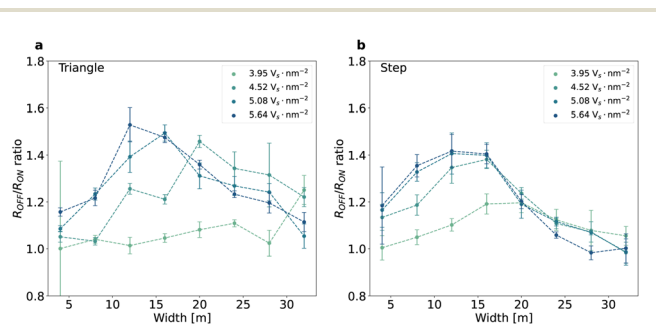 a
Triangle
3.95 Vₛ · nm⁻²
4.52 Vₛ · nm⁻²
5.08 Vₛ · nm⁻²
5.64 Vₛ · nm⁻²
R_OFF/R_ON ratio
1.8
1.6
1.4
1.2
1.0
0.8
5 10 15 20 25 30
Width [m]
b
Step
3.95 Vₛ · nm⁻²
4.52 Vₛ · nm⁻²
5.08 Vₛ · nm⁻²
5.64 Vₛ · nm⁻²
R_OFF/R_ON ratio
1.8
1.6
1.4
1.2
1.0
0.8
5 10 15 20 25 30
Width [m]